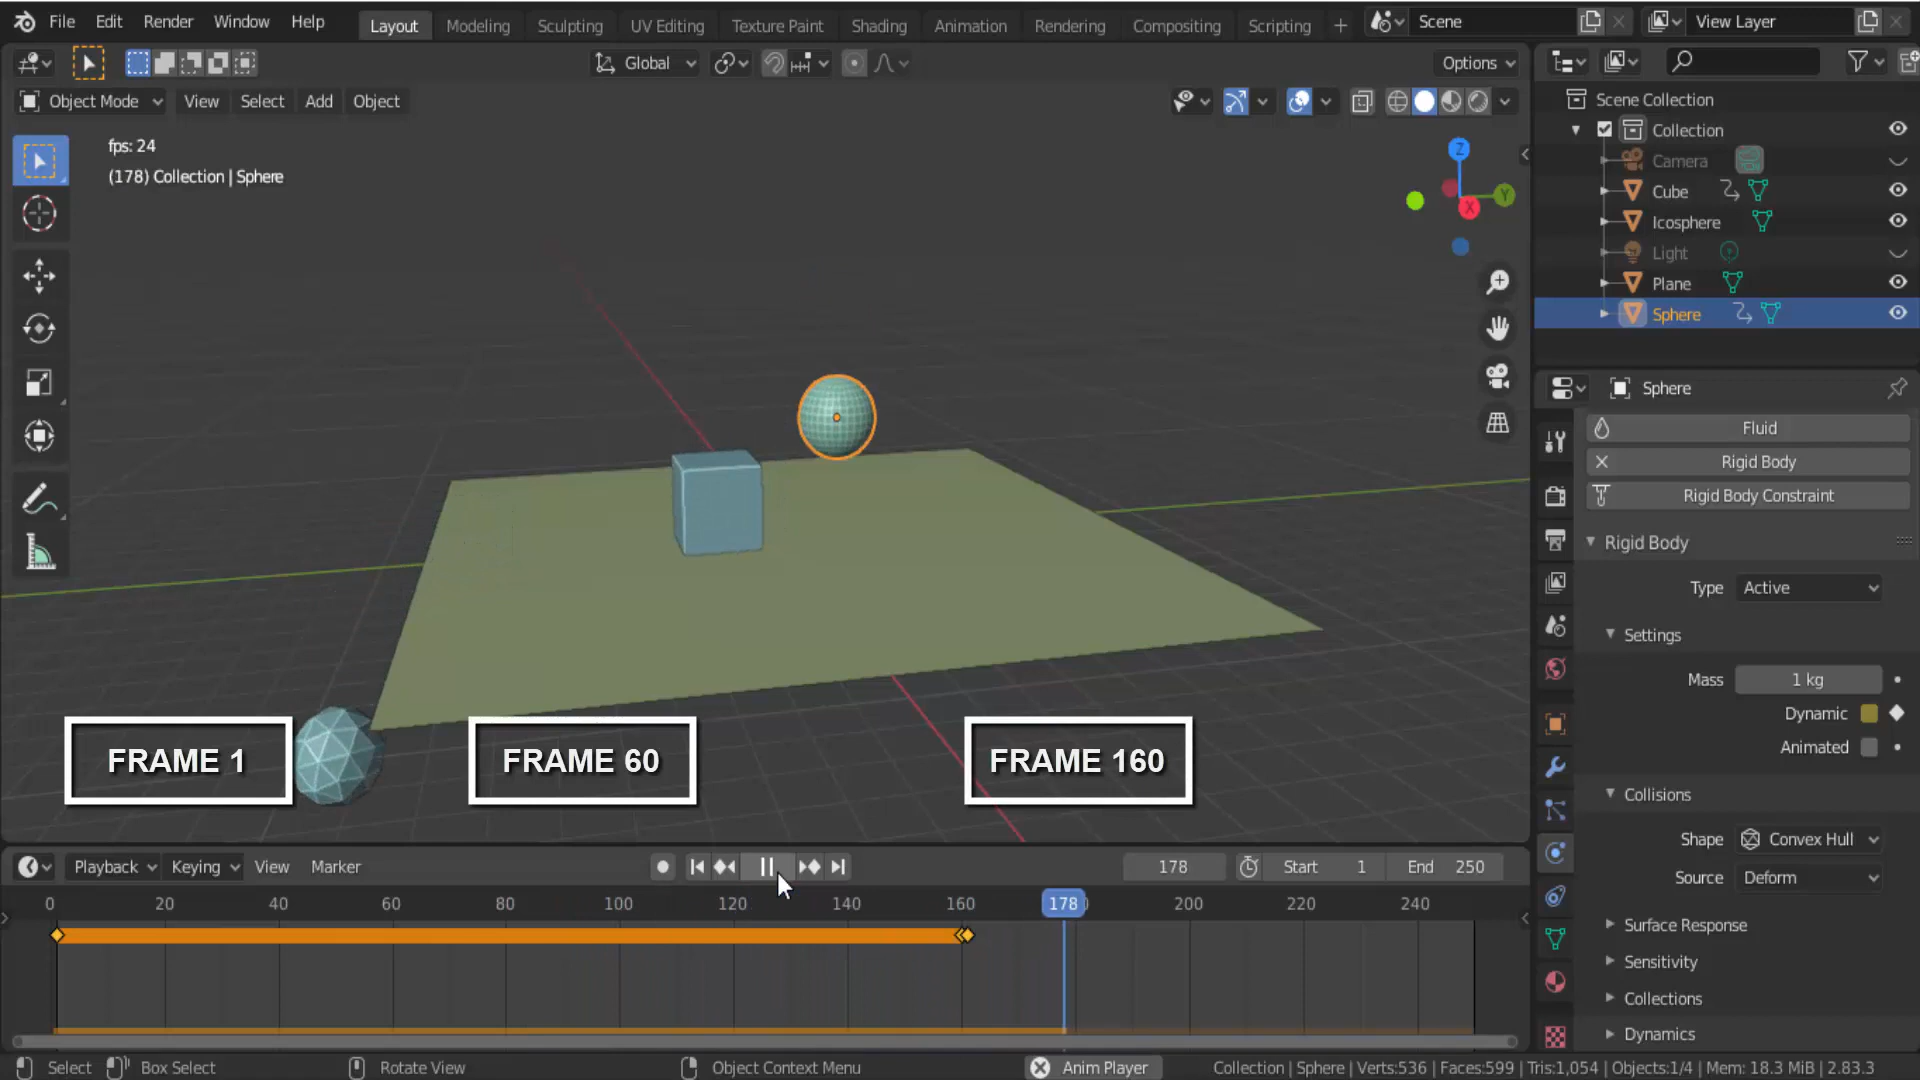 File Edit Render Window Help Layout Modeling Sculpting UV Editing Texture Paint Shading Animation Rendering Compositing Scripting + Scene View Layer
Global Options
Object Mode View Select Add Object
fps: 24
(178) Collection | Sphere
Z
Y
X
Scene Collection
Collection
Camera
Cube
Icosphere
Light
Plane
Sphere
Sphere
Fluid
Rigid Body
Rigid Body Constraint
Rigid Body
Type Active
Settings
Mass 1 kg
Dynamic
Animated
Collisions
Shape Convex Hull
Source Deform
Surface Response
Sensitivity
Collections
Dynamics
FRAME 1 FRAME 60 FRAME 160
Playback Keying View Marker 178 Start 1 End 250
0 20 40 60 80 100 120 140 160 178 200 220 240
Select Box Select Rotate View Object Context Menu Anim Player Collection | Sphere | Verts:536 | Faces:599 | Tris:1,054 | Objects:1/4 | Mem: 18.3 MiB | 2.83.3